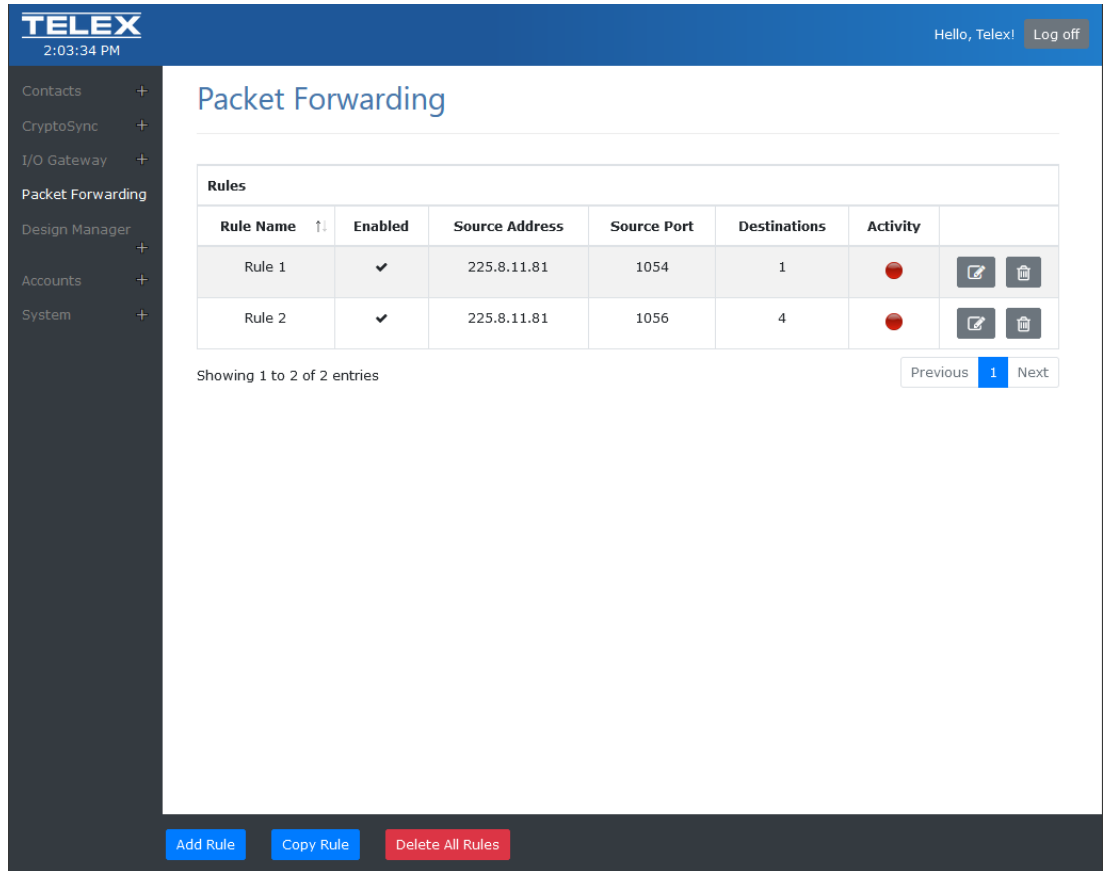 TELEX
2:03:34 PM
Hello, Telex! Log off
Contacts +
CryptoSync +
I/O Gateway +
Packet Forwarding
Design Manager +
Accounts +
System +
Packet Forwarding
Rules
Rule Name Enabled Source Address Source Port Destinations Activity
Rule 1 225.8.11.81 1054 1
Rule 2 225.8.11.81 1056 4
Showing 1 to 2 of 2 entries
Previous 1 Next
Add Rule Copy Rule Delete All Rules